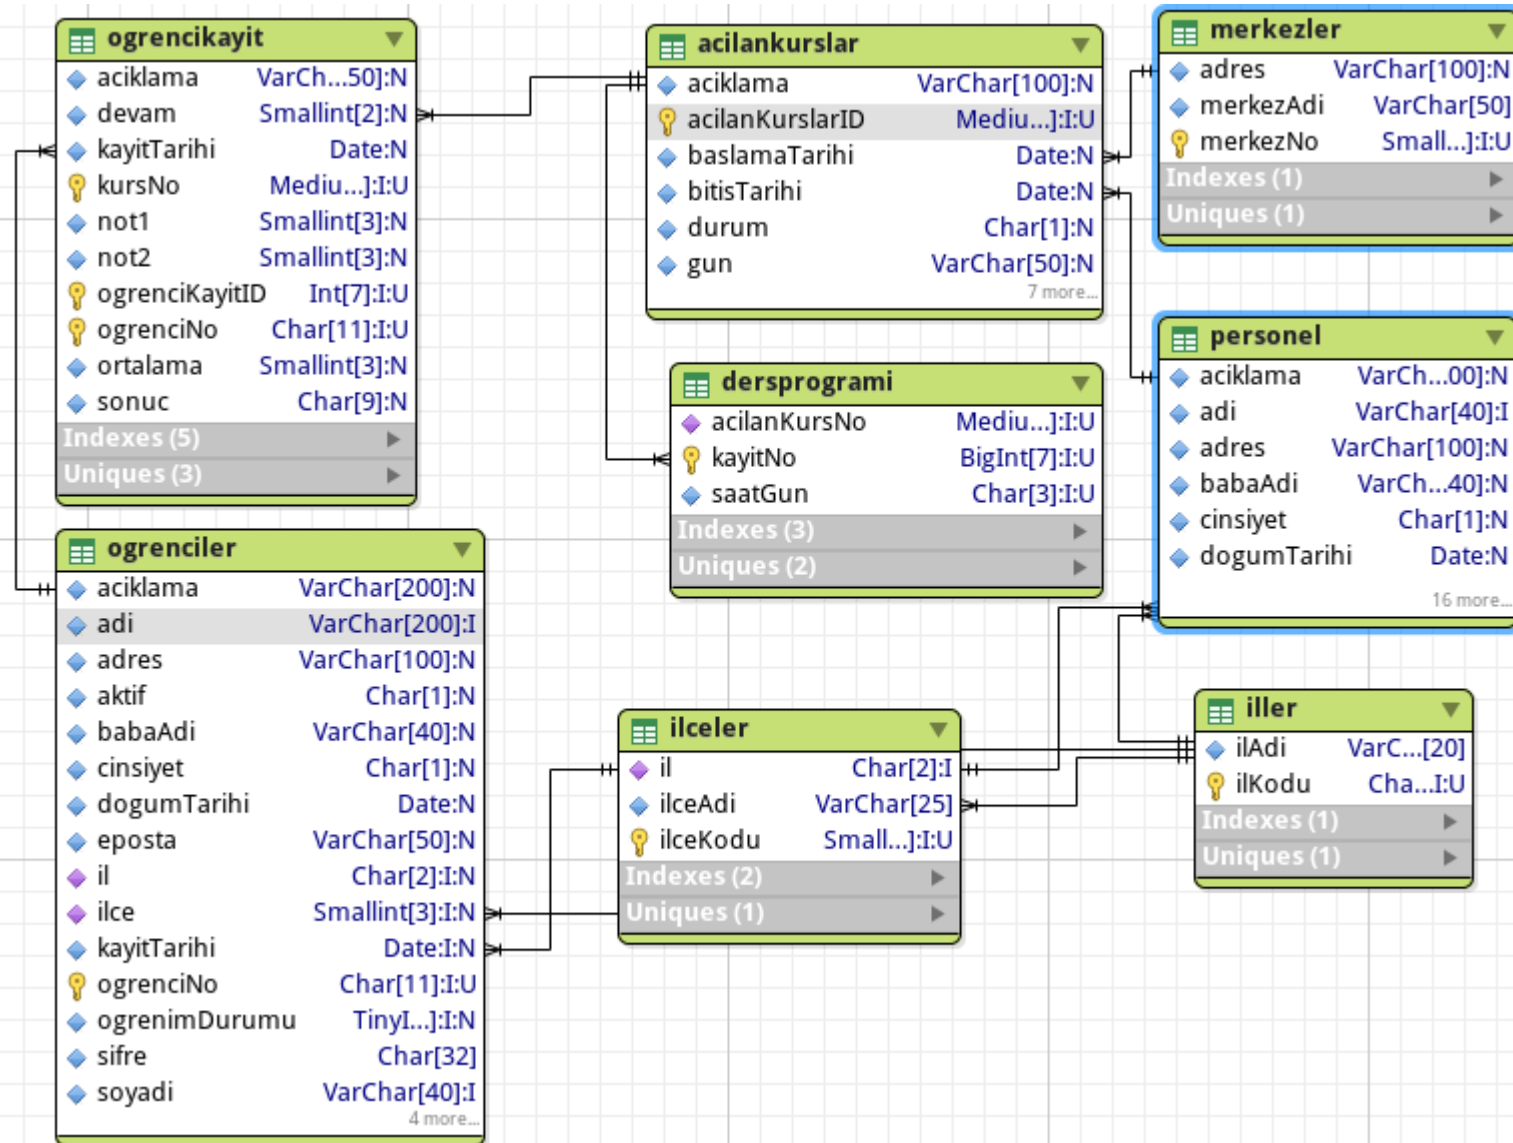 ogrencikayit
aciklama VarCh...50]:N
devam Smallint[2]:N
kayitTarihi Date:N
kursNo Mediu...]:I:U
not1 Smallint[3]:N
not2 Smallint[3]:N
ogrenciKayitID Int[7]:I:U
ogrenciNo Char[11]:I:U
ortalama Smallint[3]:N
sonuc Char[9]:N
Indexes (5)
Uniques (3)
acilankurslar
aciklama VarChar[100]:N
acilanKurslarID Mediu...]:I:U
baslamaTarihi Date:N
bitisTarihi Date:N
durum Char[1]:N
gun VarChar[50]:N
7 more...
merkezler
adres VarChar[100]:N
merkezAdi VarChar[50]
merkezNo Small...]:I:U
Indexes (1)
Uniques (1)
dersprogrami
acilanKursNo Mediu...]:I:U
kayitNo BigInt[7]:I:U
saatGun Char[3]:I:U
Indexes (3)
Uniques (2)
personel
aciklama VarCh...00]:N
adi VarChar[40]:I
adres VarChar[100]:N
babaAdi VarCh...40]:N
cinsiyet Char[1]:N
dogumTarihi Date:N
16 more...
ogrenciler
aciklama VarChar[200]:N
adi VarChar[200]:I
adres VarChar[100]:N
aktif Char[1]:N
babaAdi VarChar[40]:N
cinsiyet Char[1]:N
dogumTarihi Date:N
eposta VarChar[50]:N
il Char[2]:I:N
ilce Smallint[3]:I:N
kayitTarihi Date:I:N
ogrenciNo Char[11]:I:U
ogrenimDurumu TinyI...]:I:N
sifre Char[32]
soyadi VarChar[40]:I
4 more...
ilceler
il Char[2]:I
ilceAdi VarChar[25]
ilceKodu Small...]:I:U
Indexes (2)
Uniques (1)
iller
ilAdi VarC...[20]
ilKodu Cha...I:U
Indexes (1)
Uniques (1)